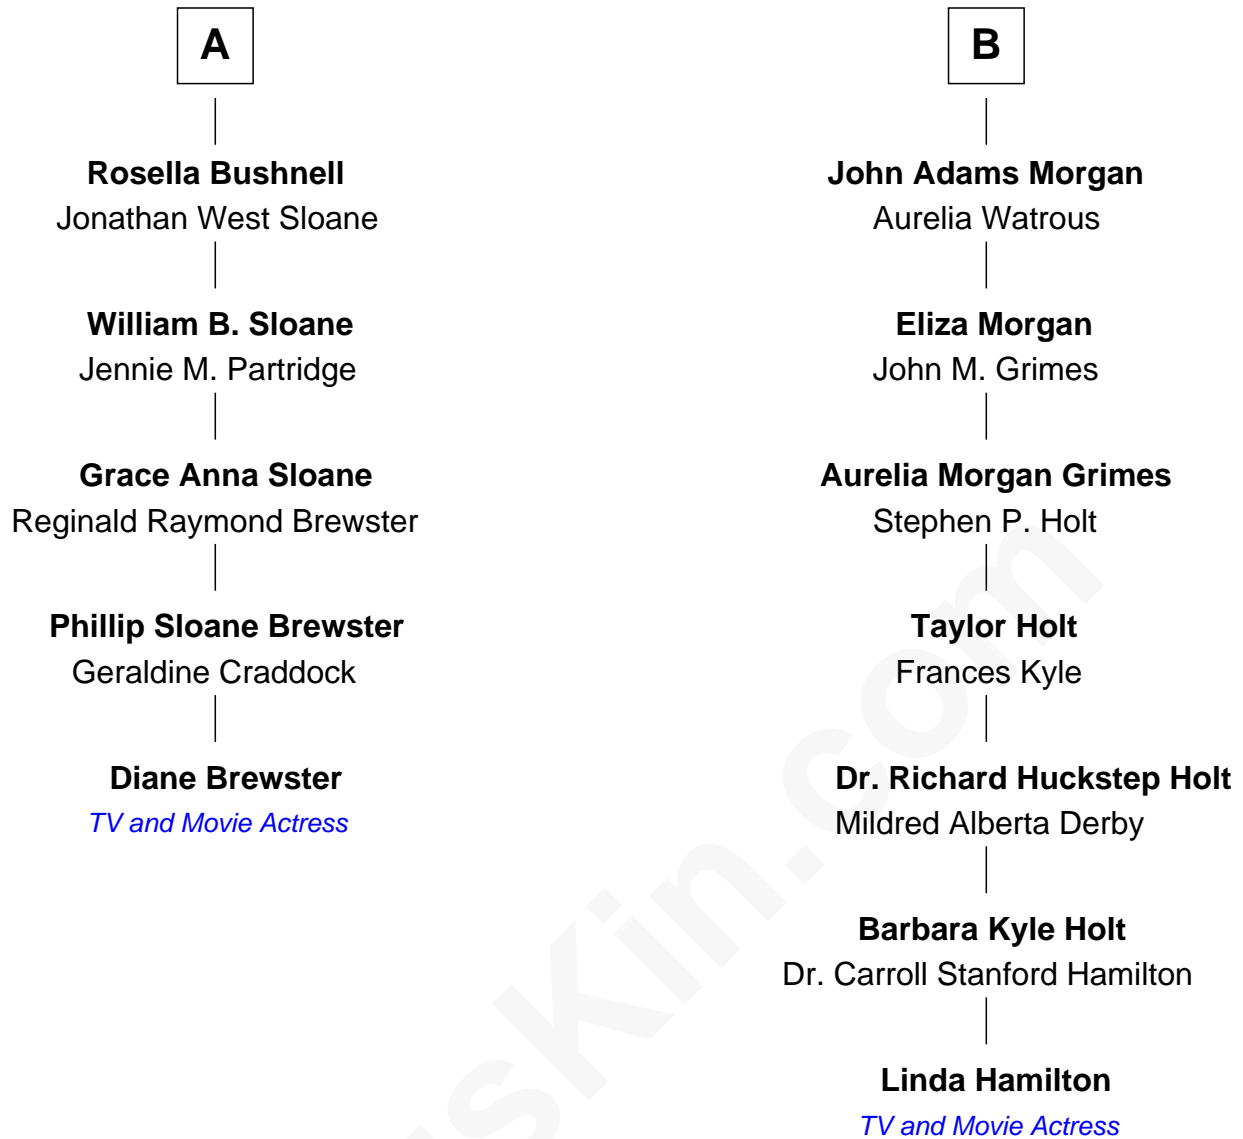 A
Rosella Bushnell
Jonathan West Sloane
William B. Sloane
Jennie M. Partridge
Grace Anna Sloane
Reginald Raymond Brewster
Phillip Sloane Brewster
Geraldine Craddock
Diane Brewster
TV and Movie Actress
B
John Adams Morgan
Aurelia Watrous
Eliza Morgan
John M. Grimes
Aurelia Morgan Grimes
Stephen P. Holt
Taylor Holt
Frances Kyle
Dr. Richard Huckstep Holt
Mildred Alberta Derby
Barbara Kyle Holt
Dr. Carroll Stanford Hamilton
Linda Hamilton
TV and Movie Actress
sKin.com